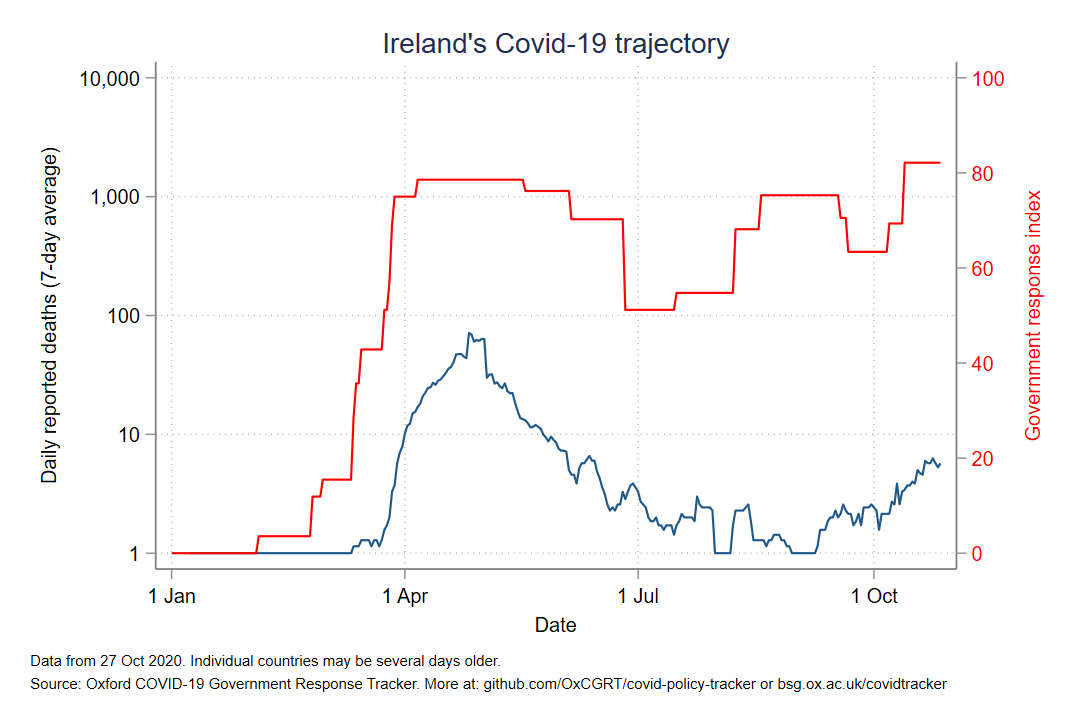 Ireland's Covid-19 trajectory
10,000
1,000
100
10
1
Daily reported deaths (7-day average)
100
80
60
40
20
0
Government response index
1 Jan
1 Apr
1 Jul
1 Oct
Date
Data from 27 Oct 2020. Individual countries may be several days older.
Source: Oxford COVID-19 Government Response Tracker. More at: github.com/OxCGRT/covid-policy-tracker or bsg.ox.ac.uk/covidtracker